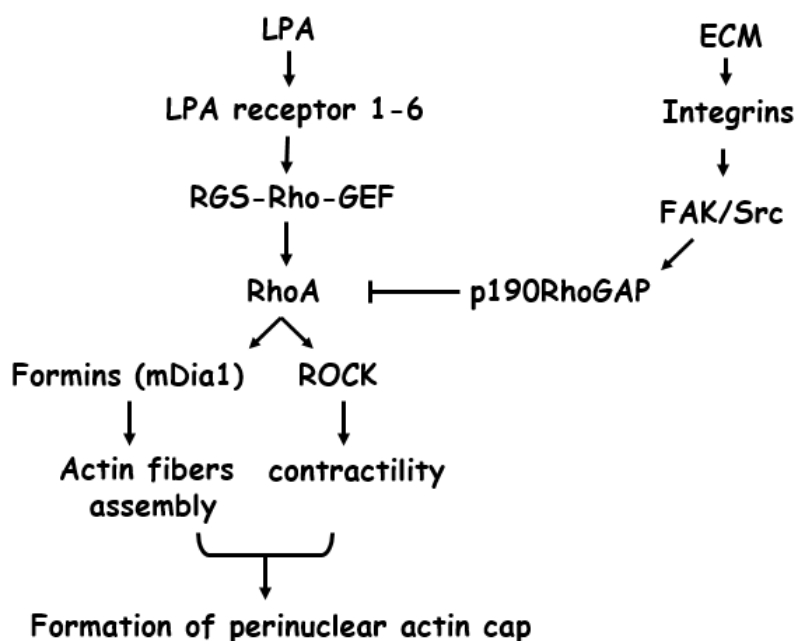 LPA
ECM
LPA receptor 1-6
Integrins
RGS-Rho-GEF
FAK/Src
RhoA
p190RhoGAP
Formins (mDia1)
ROCK
Actin fibers
assembly
contractility
Formation of perinuclear actin cap